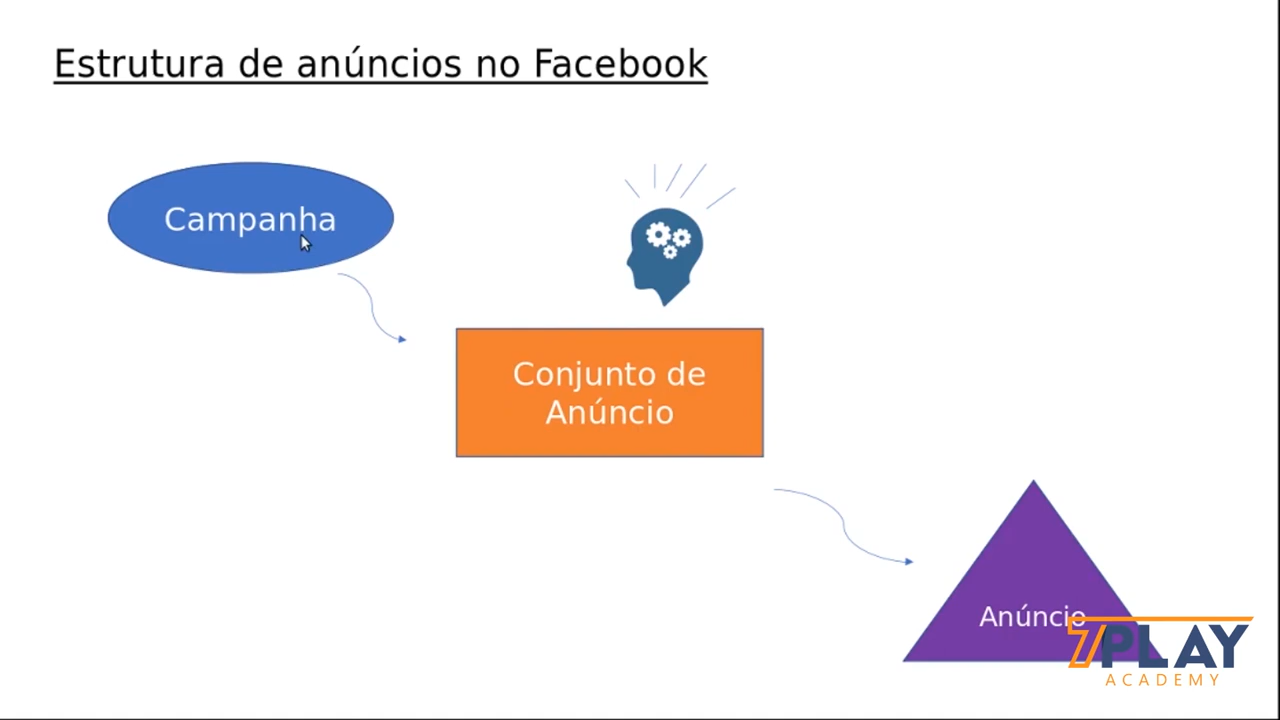 Estrutura de anúncios no Facebook
Campanha
Conjunto de
Anúncio
Anúncio
7PLAY
ACADEMY